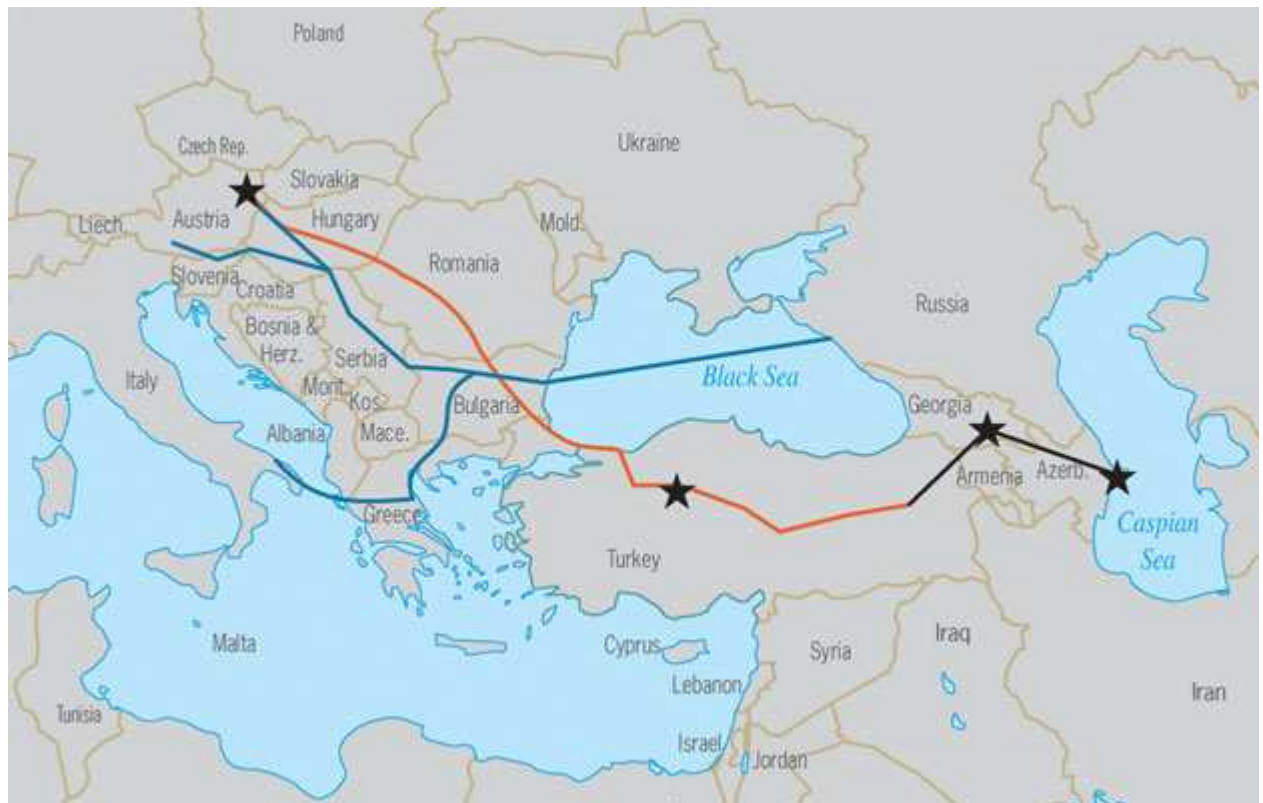 Poland
Ukraine
Czech Rep.
Slovakia
Liech.
Austria
Hungary
Mold.
Romania
Slovenia
Croatia
Russia
Bosnia &
Herz.
Serbia
Italy
Black Sea
Mont.
Kos.
Bulgaria
Georgia
Albania
Mace.
Armenia
Azerb.
Greece
Caspian
Sea
Turkey
Malta
Cyprus
Syria
Iraq
Lebanon
Iran
Tunisia
Israel
Jordan